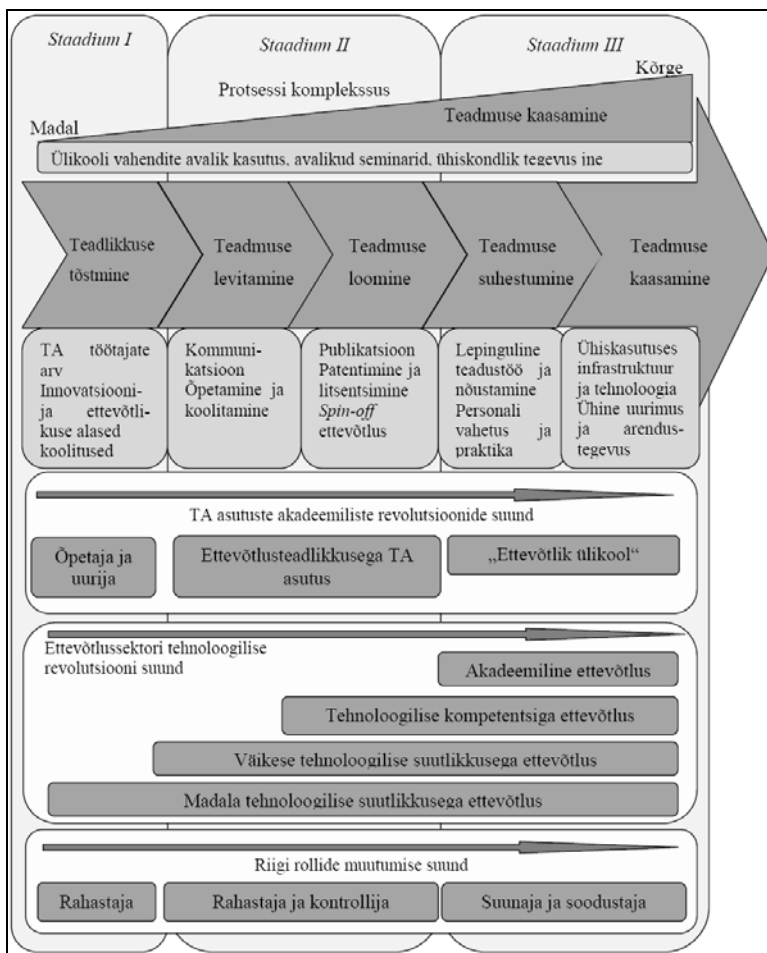 Staadium I
Staadium II
Staadium III
Protsessi komplekssus
Kõrge
Madal
Teadmuse kaasamine
Ülikooli vahendite avalik kasutus, avalikud seminarid, ühiskondlik tegevus jne
Teadlikkuse
tõstmine
Teadmuse
levitamine
Teadmuse
loomine
Teadmuse
suhestumine
Teadmuse
kaasamine
TA töötajate
arv
Innovatsiooni-
ja ettevõtli-
kuse alased
koolitused
Kommuni-
katsioon
Õpetamine ja
koolitamine
Publikatsioon
Patentimine ja
litsentsimine
Spin-off
ettevõtlus
Lepinguline
teadustöö ja
nõustamine
Personali
vahetus ja
praktika
Ühiskasutuses
infrastruktuur
ja tehnoloogia
Ühine uurimus
ja arendus-
tegevus
TA asutuste akadeemiliste revolutsioonide suund
Õpetaja ja
uurija
Ettevõtlusteadlikkusega TA
asutus
„Ettevõtlik ülikool“
Ettevõtlussektori tehnoloogilise
revolutsiooni suund
Akadeemiline ettevõtlus
Tehnoloogilise kompetentsiga ettevõtlus
Väikese tehnoloogilise suutlikkusega ettevõtlus
Madala tehnoloogilise suutlikkusega ettevõtlus
Riigi rollide muutumise suund
Rahastaja
Rahastaja ja kontrollija
Suunaja ja soodustaja